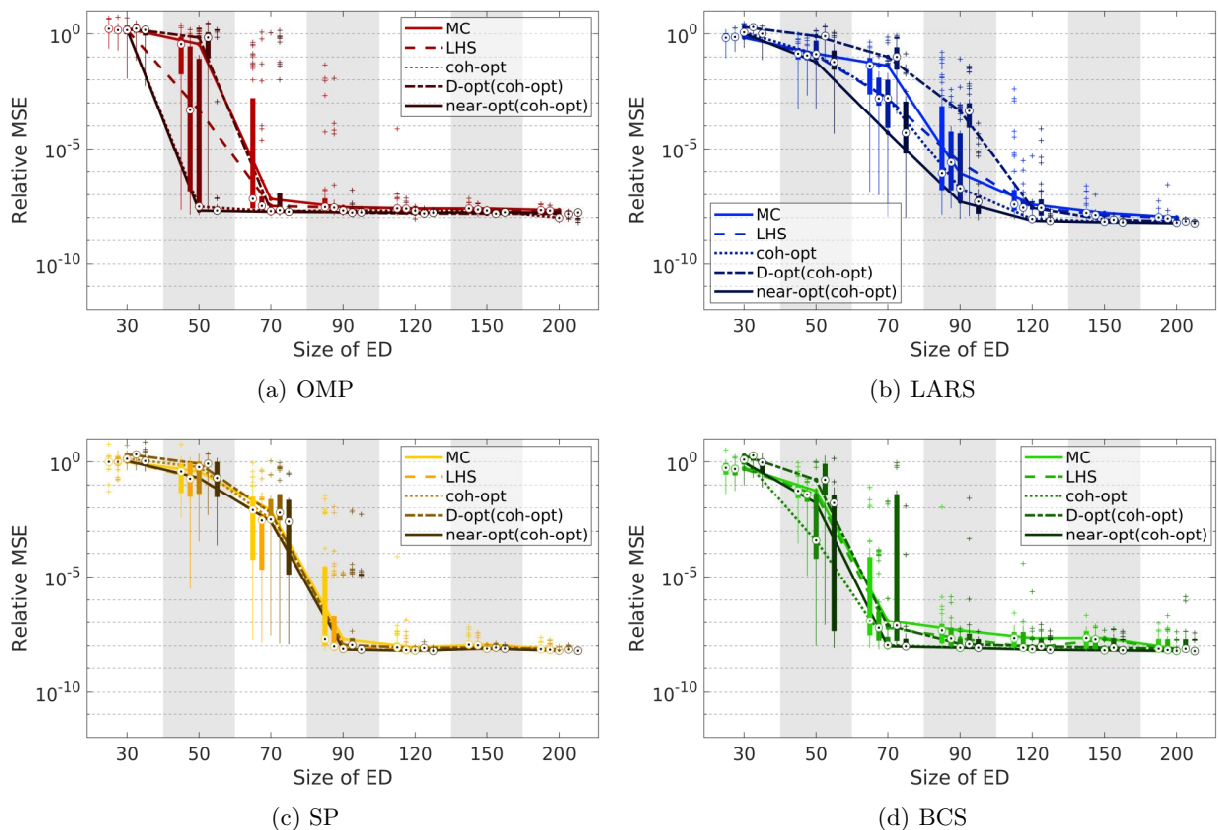 10^0
10^-5
10^-10
Relative MSE
MC
LHS
coh-opt
D-opt(coh-opt)
near-opt(coh-opt)
30 50 70 90 120 150 200
Size of ED
(a) OMP
10^0
10^-5
10^-10
Relative MSE
MC
LHS
coh-opt
D-opt(coh-opt)
near-opt(coh-opt)
30 50 70 90 120 150 200
Size of ED
(b) LARS
10^0
10^-5
10^-10
Relative MSE
MC
LHS
coh-opt
D-opt(coh-opt)
near-opt(coh-opt)
30 50 70 90 120 150 200
Size of ED
(c) SP
10^0
10^-5
10^-10
Relative MSE
MC
LHS
coh-opt
D-opt(coh-opt)
near-opt(coh-opt)
30 50 70 90 120 150 200
Size of ED
(d) BCS